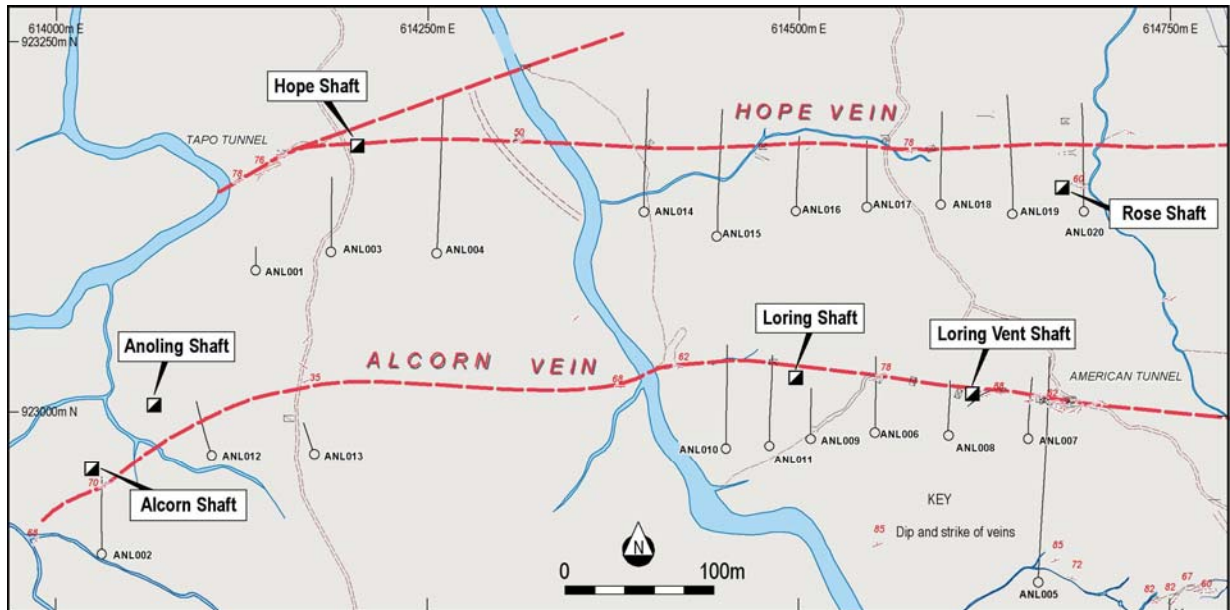 614000m E
614250m E
614500m E
614750m E
923250m N
Hope Shaft
HOPE VEIN
TAPO TUNNEL
50
78
76
78
60
Rose Shaft
ANL014
ANL015
ANL016
ANL017
ANL018
ANL019
ANL020
ANL003
ANL004
ANL001
Anoling Shaft
ALCORN VEIN
Loring Shaft
Loring Vent Shaft
AMERICAN TUNNEL
62
35
68
78
88
82
923000m N
ANL012
ANL013
ANL010
ANL011
ANL009
ANL006
ANL008
ANL007
Alcorn Shaft
70
68
ANL002
KEY
85 Dip and strike of veins
N
0 100m
85
72
ANL005
82
82
67
60